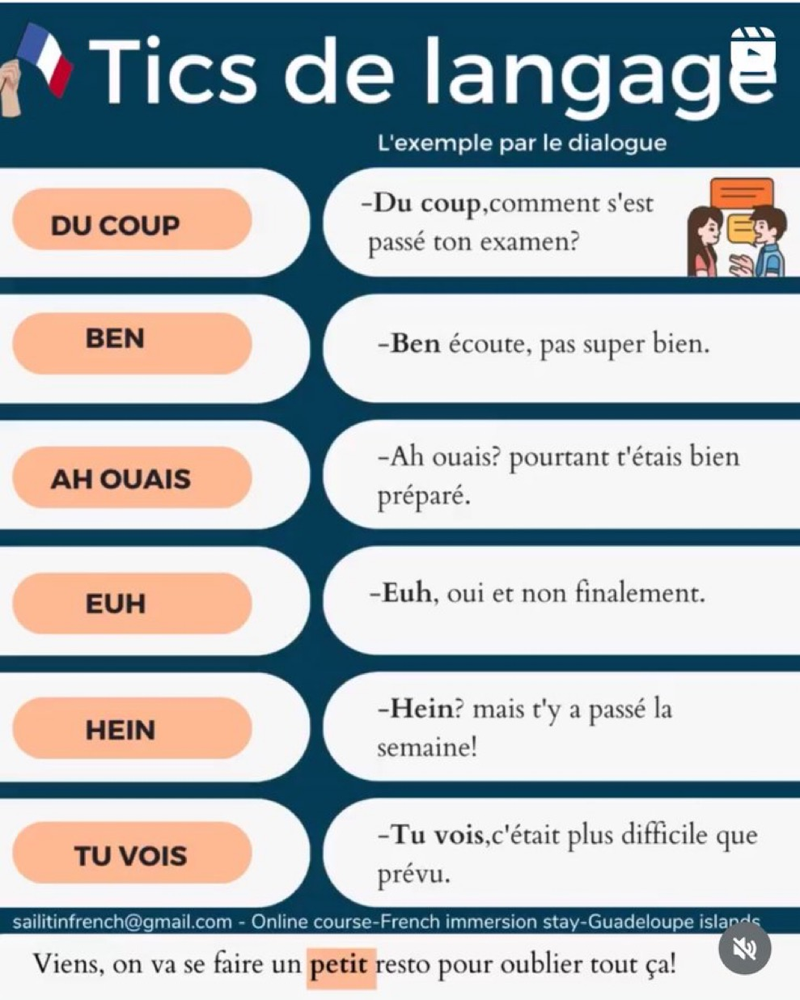 Tics de langage
L'exemple par le dialogue
DU COUP
-Du coup,comment s'est
passé ton examen?
BEN
-Ben écoute, pas super bien.
AH OUAIS
-Ah ouais? pourtant t'étais bien
préparé.
EUH
-Euh, oui et non finalement.
HEIN
-Hein? mais t'y a passé la
semaine!
TU VOIS
-Tu vois,c'était plus difficile que
prévu.
sailitinfrench@gmail.com - Online course-French immersion stay-Guadeloupe islands
Viens, on va se faire un petit resto pour oublier tout ça!